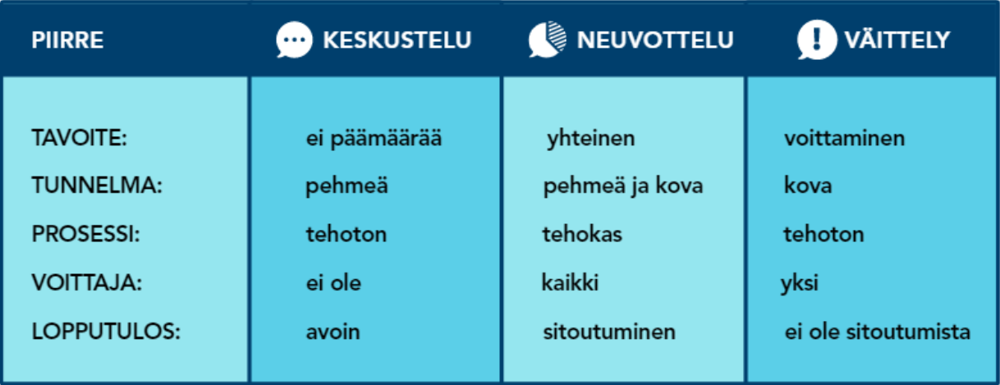 PIIRRE KESKUSTELU NEUVOTTELU VÄITTELY
TAVOITE: ei päämäärää yhteinen voittaminen
TUNNELMA: pehmeä pehmeä ja kova kova
PROSESSI: tehoton tehokas tehoton
VOITTAJA: ei ole kaikki yksi
LOPPUTULOS: avoin sitoutuminen ei ole sitoutumista